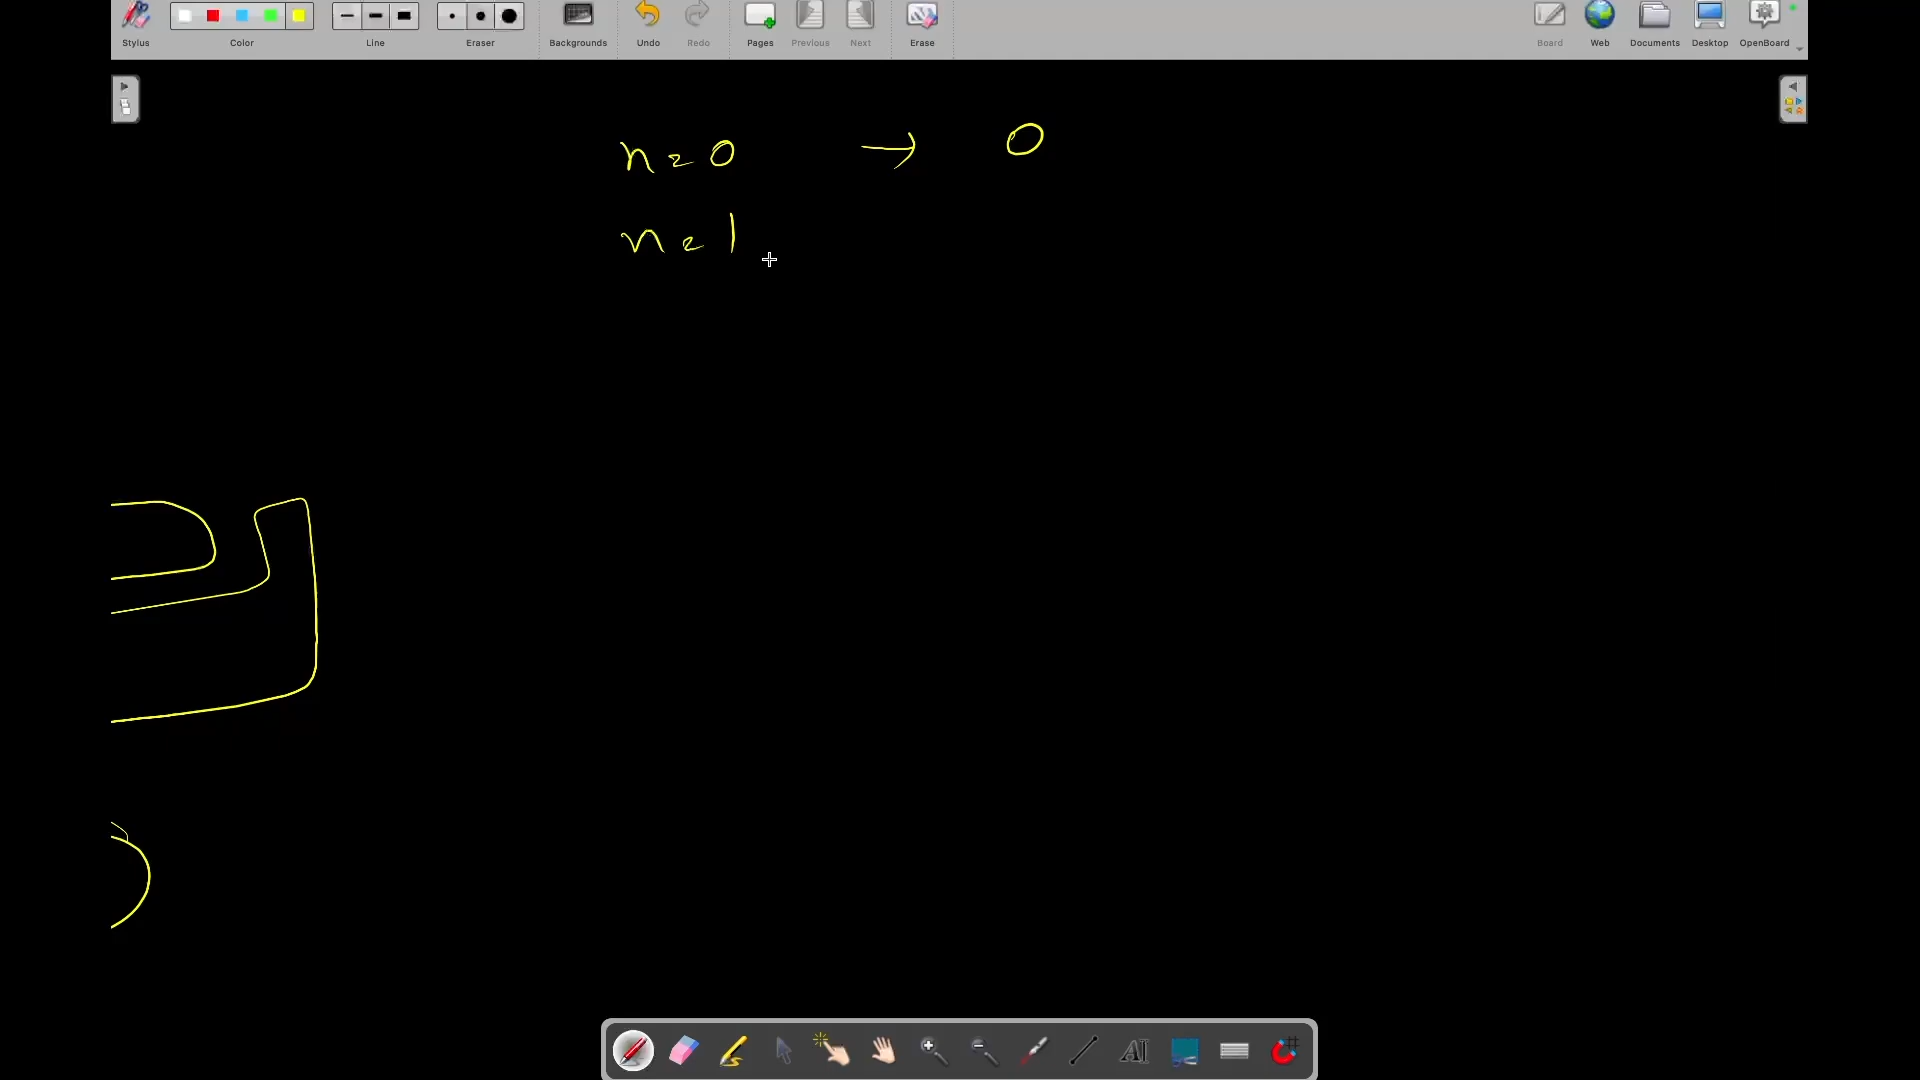 Stylus Color Line Eraser Backgrounds Undo Redo Pages Previous Next Erase Board Web Documents Desktop OpenBoard
n = 0 → 0
n = 1
AI